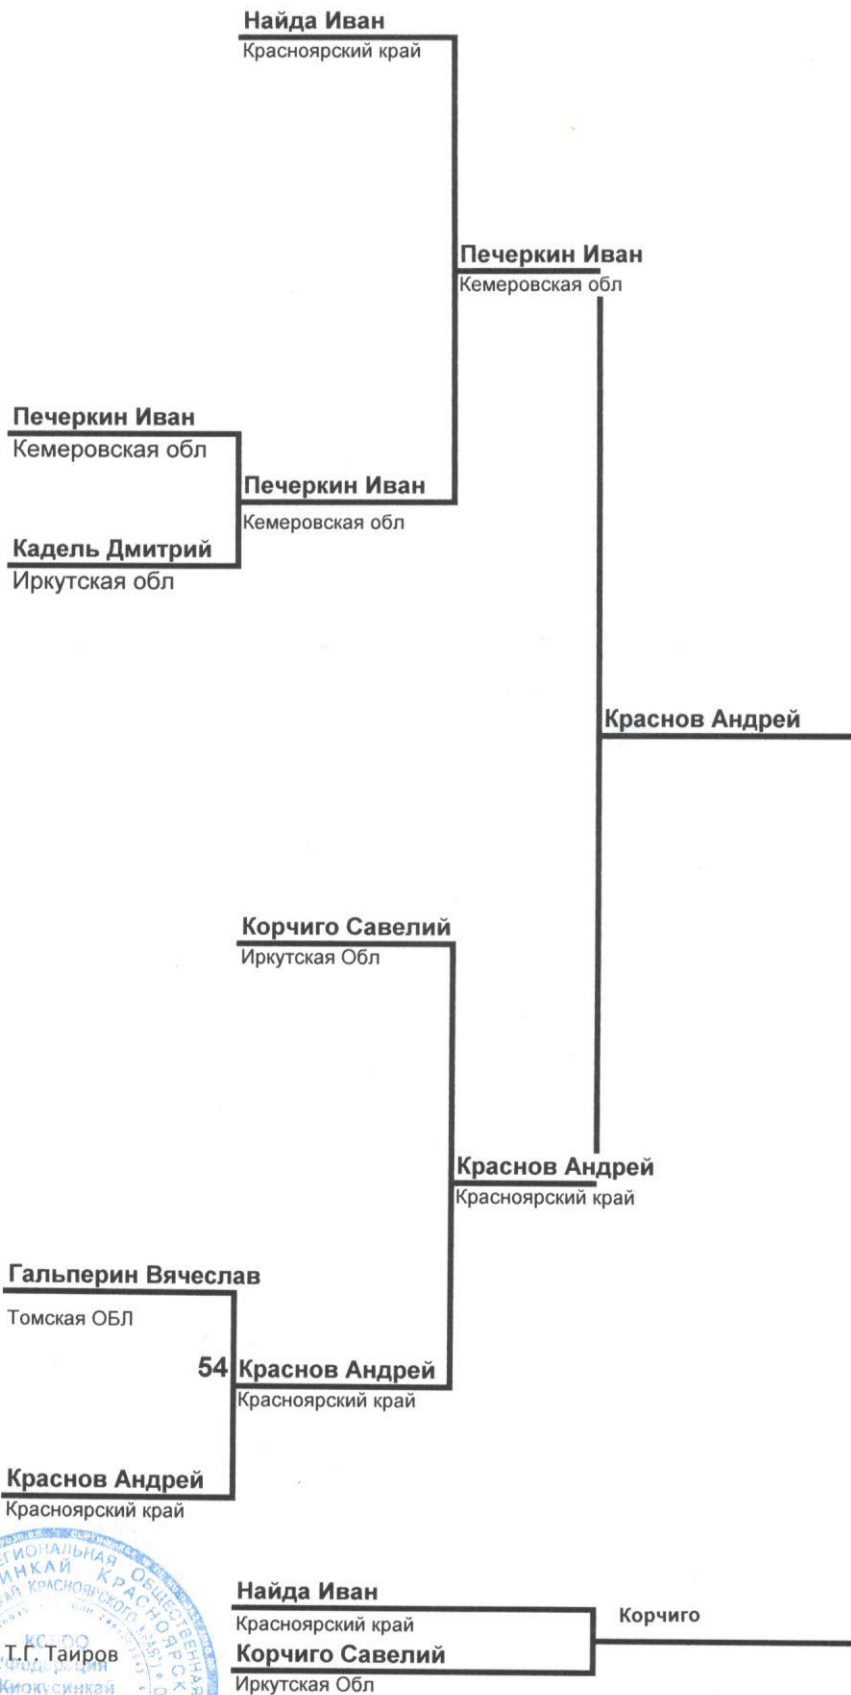 Найда Иван
Красноярский край
Печеркин Иван
Кемеровская обл
Печеркин Иван
Кемеровская обл
Печеркин Иван
Кемеровская обл
Кадель Дмитрий
Иркутская обл
Краснов Андрей
Корчиго Савелий
Иркутская Обл
Краснов Андрей
Красноярский край
Гальперин Вячеслав
Томская ОБЛ
54 Краснов Андрей
Красноярский край
Краснов Андрей
Красноярский край
Найда Иван
Красноярский край
Корчиго
Корчиго Савелий
Иркутская Обл
Т.Г. Таиров